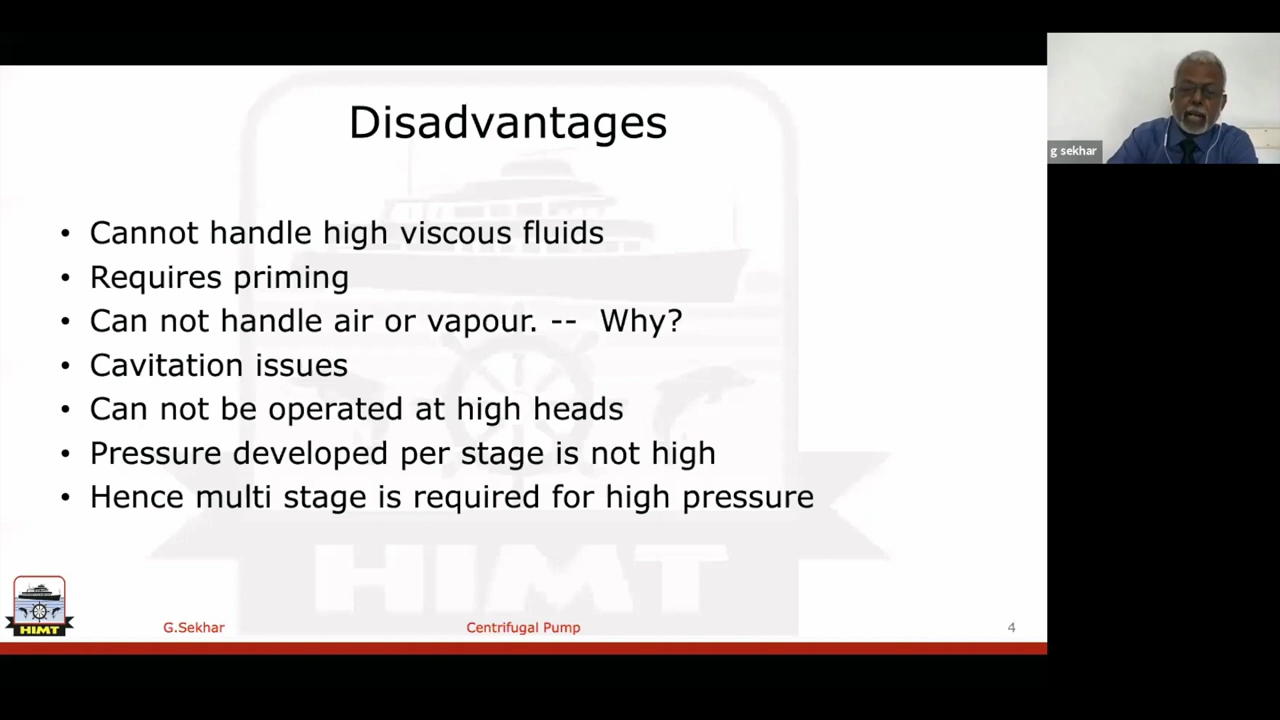 Disadvantages
• Cannot handle high viscous fluids
• Requires priming
• Can not handle air or vapour. -- Why?
• Cavitation issues
• Can not be operated at high heads
• Pressure developed per stage is not high
• Hence multi stage is required for high pressure
HIMT
HIMT
G.Sekhar
Centrifugal Pump
4
g sekhar